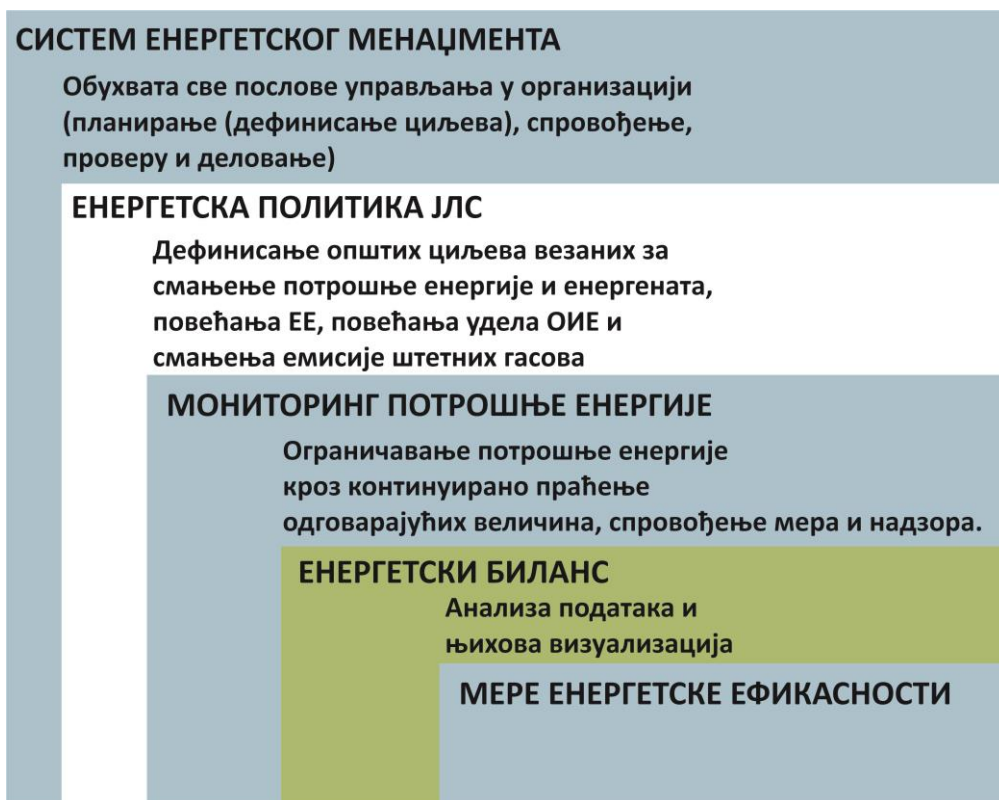 СИСТЕМ ЕНЕРГЕТСКОГ МЕНАЏМЕНТА
Обухвата све послове управљања у организацији
(планирање (дефинисање циљева), спровођење,
проверу и деловање)
ЕНЕРГЕТСКА ПОЛИТИКА ЈЛС
Дефинисање општих циљева везаних за
смањење потрошње енергије и енергената,
повећања ЕЕ, повећања удела ОИЕ и
смањења емисије штетних гасова
МОНИТОРИНГ ПОТРОШЊЕ ЕНЕРГИЈЕ
Ограничавање потрошње енергије
кроз континуирано праћење
одговарајућих величина, спровођење мера и надзора.
ЕНЕРГЕТСКИ БИЛАНС
Анализа података и
њихова визуализација
МЕРЕ ЕНЕРГЕТСКЕ ЕФИКАСНОСТИ